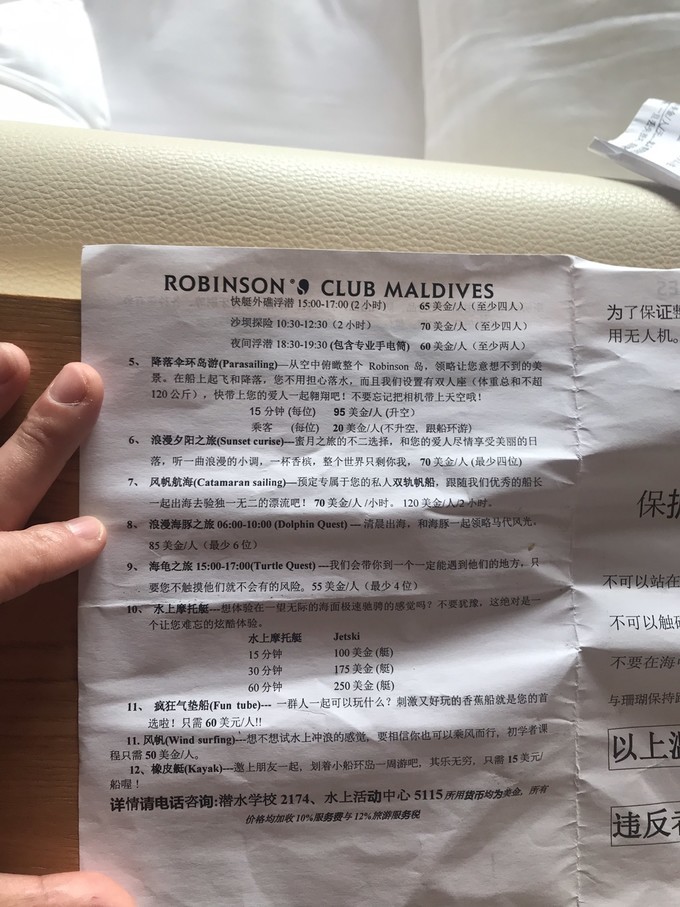 ROBINSON CLUB MALDIVES
快艇外礁浮潜 15:00-17:00 (2 小时) 65 美金/人（至少四人）
沙坝探险 10:30-12:30（2 小时） 70 美金/人（至少四人）
夜间浮潜 18:30-19:30 (包含专业手电筒) 60 美金/人（至少两人）
5、 降落伞环岛游(Parasailing)—从空中俯瞰整个 Robinson 岛，领略让您意想不到的美
景。在船上起飞和降落，您不用担心落水，而且我们设置有双人座（体重总和不超
120 公斤），快带上您的爱人一起翱翔吧！不要忘记把相机带上天空哦！
15 分钟 (每位) 95 美金/人 (升空）
乘客 (每位) 20 美金/人(不升空，跟船环游)
6、 浪漫夕阳之旅(Sunset curise)---蜜月之旅的不二选择，和您的爱人尽情享受美丽的日
落，听一曲浪漫的小调，一杯香槟，整个世界只剩你我，70 美金/人 (最少四位)
7、 风帆航海(Catamaran sailing)—预定专属于您的私人双轨帆船，跟随我们优秀的船长
一起出海去验独一无二的漂流吧！70 美金/人 /小时。 120 美金/人/2小时。
8、 浪漫海豚之旅 06:00-10:00 (Dolphin Quest) — 清晨出海，和海豚一起领略马代风光，
85 美金/人（最少 6 位）
9、 海龟之旅 15:00-17:00(Turtle Quest) —我们会带你到一个一定能遇到他们的地方，只
要您不触摸他们就不会有的风险。55 美金/人（最少 4 位）
10、 水上摩托艇---想体验在一望无际的海面极速驰骋的感觉吗？不要犹豫，这绝对是一
个让您难忘的炫酷体验。
水上摩托艇 Jetski
15 分钟 100 美金 (艇)
30 分钟 175 美金 (艇)
60 分钟 250 美金 (艇)
11、 疯狂气垫船(Fun tube)--- 一群人一起可以玩什么？刺激又好玩的香蕉船就是您的首
选啦！只需 60 美元/人!!
11. 风帆(Wind surfing)---想不想试水上冲浪的感觉，要相信你也可以乘风而行，初学者课
程只需 50 美金/人。
12、橡皮艇(Kayak)---邀上朋友一起，划着小船环岛一周游吧，其乐无穷，只需 15 美元/
船喔！
详情请电话咨询:潜水学校 2174、水上活动中心 5115 所用货币均为美金，所有
价格均加收 10%服务费与 12%旅游服务税
为了保证
用无人机。
保护
不可以站在
不可以触
不要在海
与珊瑚保持
以上
违反者